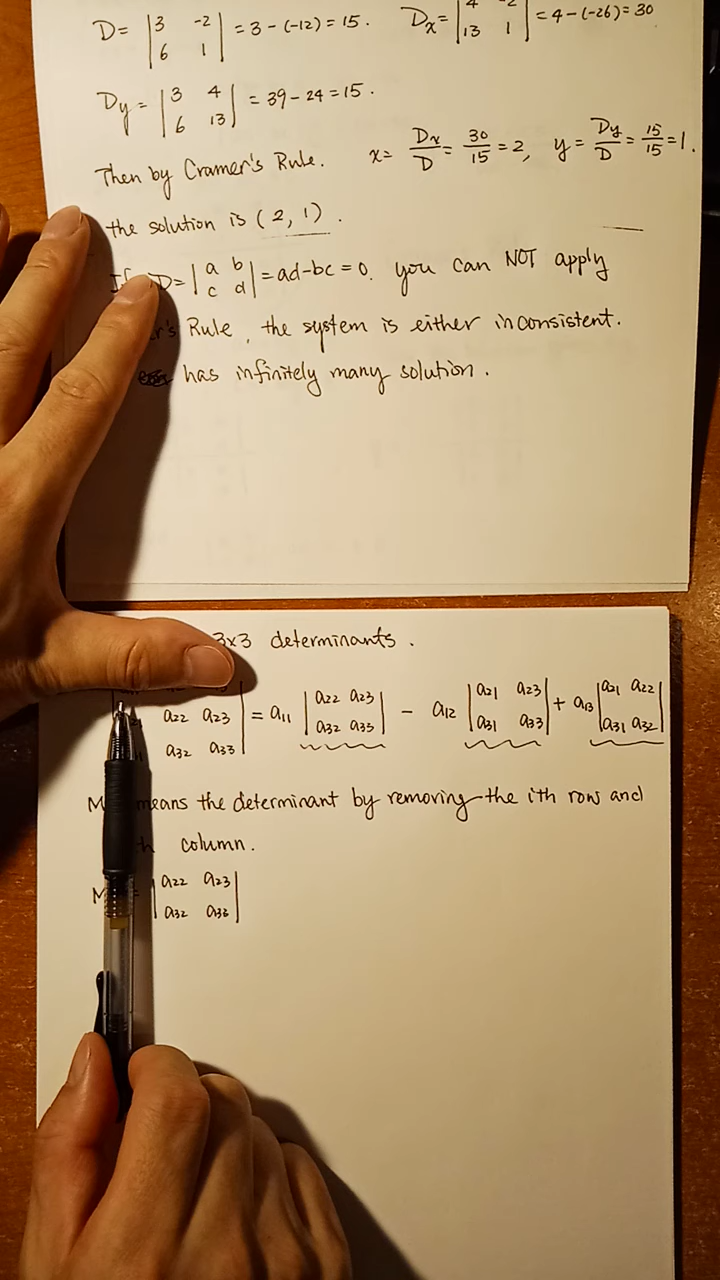 D = | 3 -2 | = 3 - (-12) = 15. Dx = | 4 -2 | = 4 - (-26) = 30
| 6 1 | | 13 1 |
Dy = | 3 4 | = 39 - 24 = 15.
| 6 13 |
Then by Cramer's Rule. x = Dx/D = 30/15 = 2, y = Dy/D = 15/15 = 1.
the solution is (2, 1).
If D = | a b | = ad - bc = 0. you can NOT apply
| c d |
Rule, the system is either inconsistent.
has infinitely many solution.
3x3 determinants.
a22 a23 | = a11 | a22 a23 | - a12 | a21 a23 | + a13 | a21 a22 |
a32 a33 | | a32 a33 | | a31 a33 | | a31 a32 |
means the determinant by removing the ith row and
column.
M = | a22 a23 |
| a32 a33 |